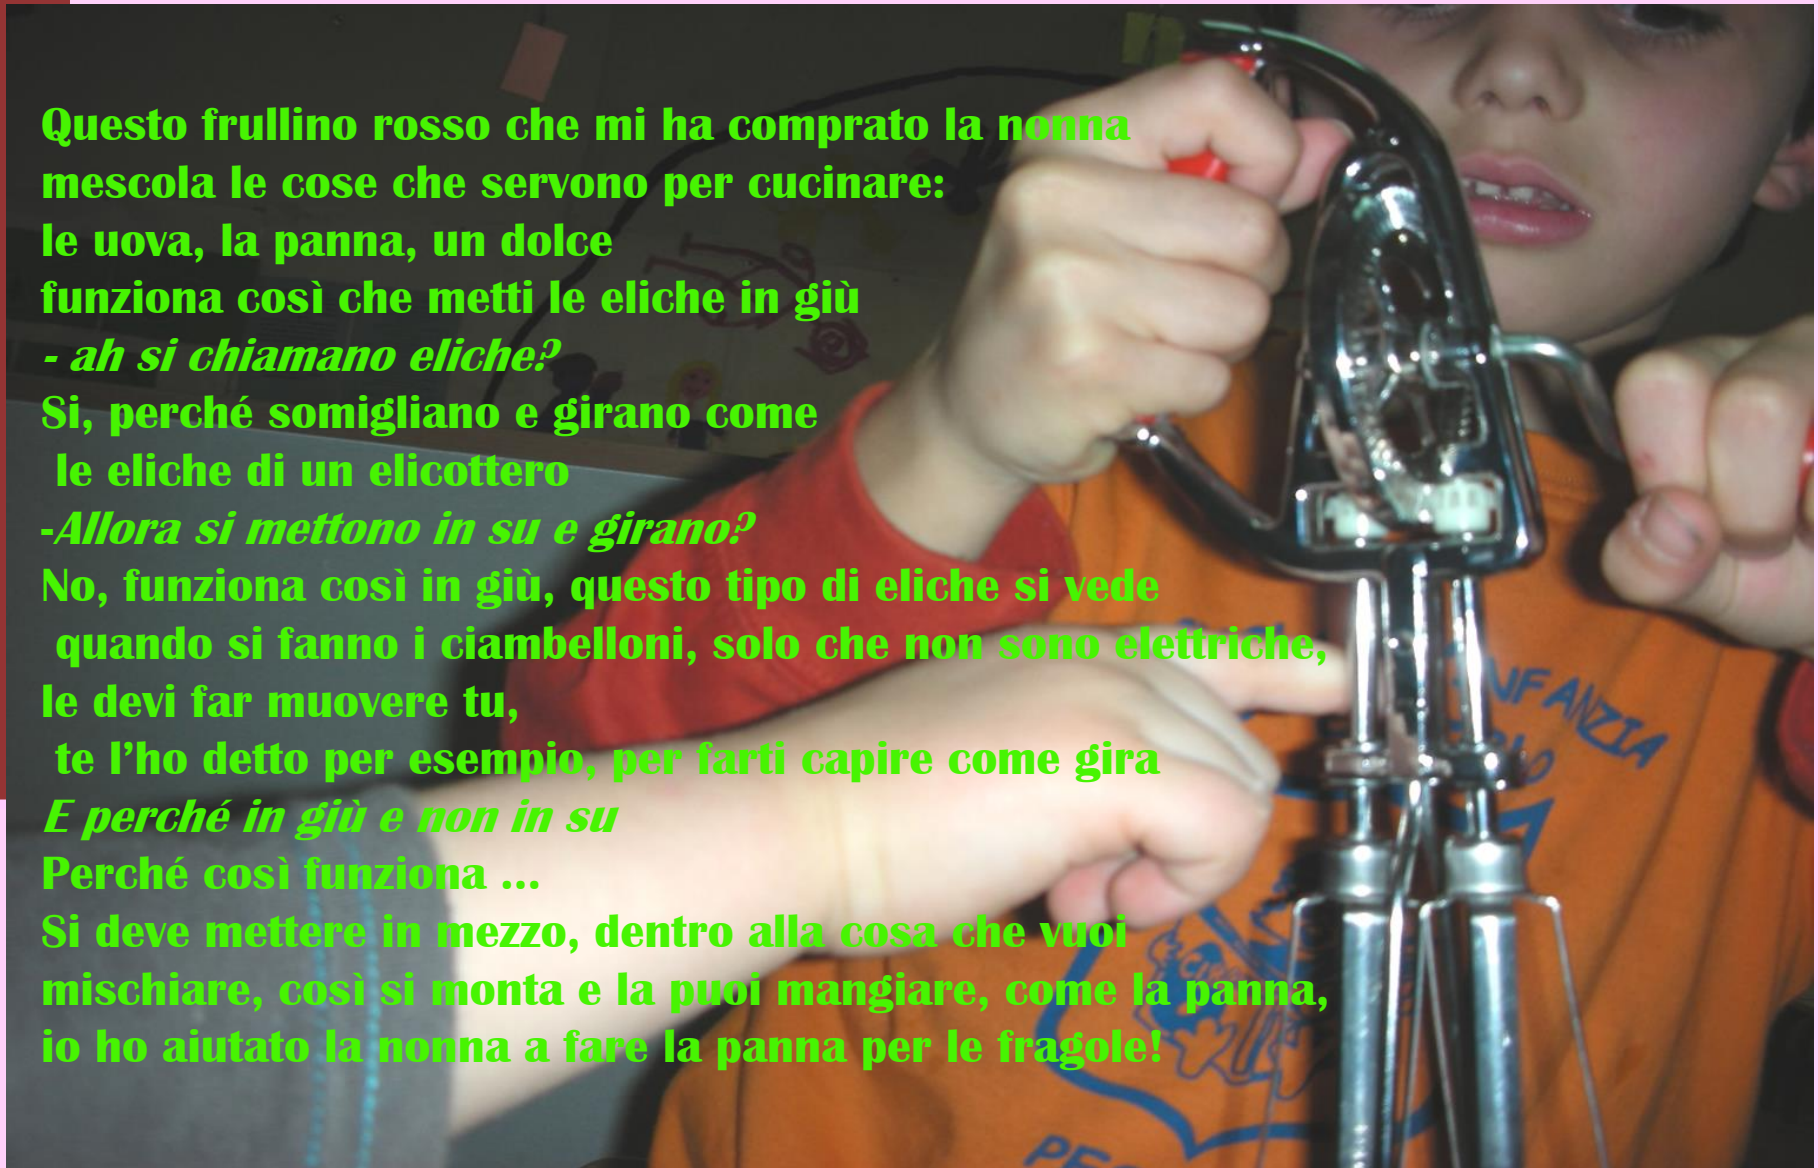 Questo frullino rosso che mi ha comprato la nonna
mescola le cose che servono per cucinare:
le uova, la panna, un dolce
funziona così che metti le eliche in giù
- ah si chiamano eliche?
Si, perché somigliano e girano come
le eliche di un elicottero
-Allora si mettono in su e girano?
No, funziona così in giù, questo tipo di eliche si vede
quando si fanno i ciambelloni, solo che non sono elettriche,
le devi far muovere tu,
te l’ho detto per esempio, per farti capire come gira
E perché in giù e non in su
Perché così funziona ...
Si deve mettere in mezzo, dentro alla cosa che vuoi
mischiare, così si monta e la puoi mangiare, come la panna,
io ho aiutato la nonna a fare la panna per le fragole!
INFANZIA